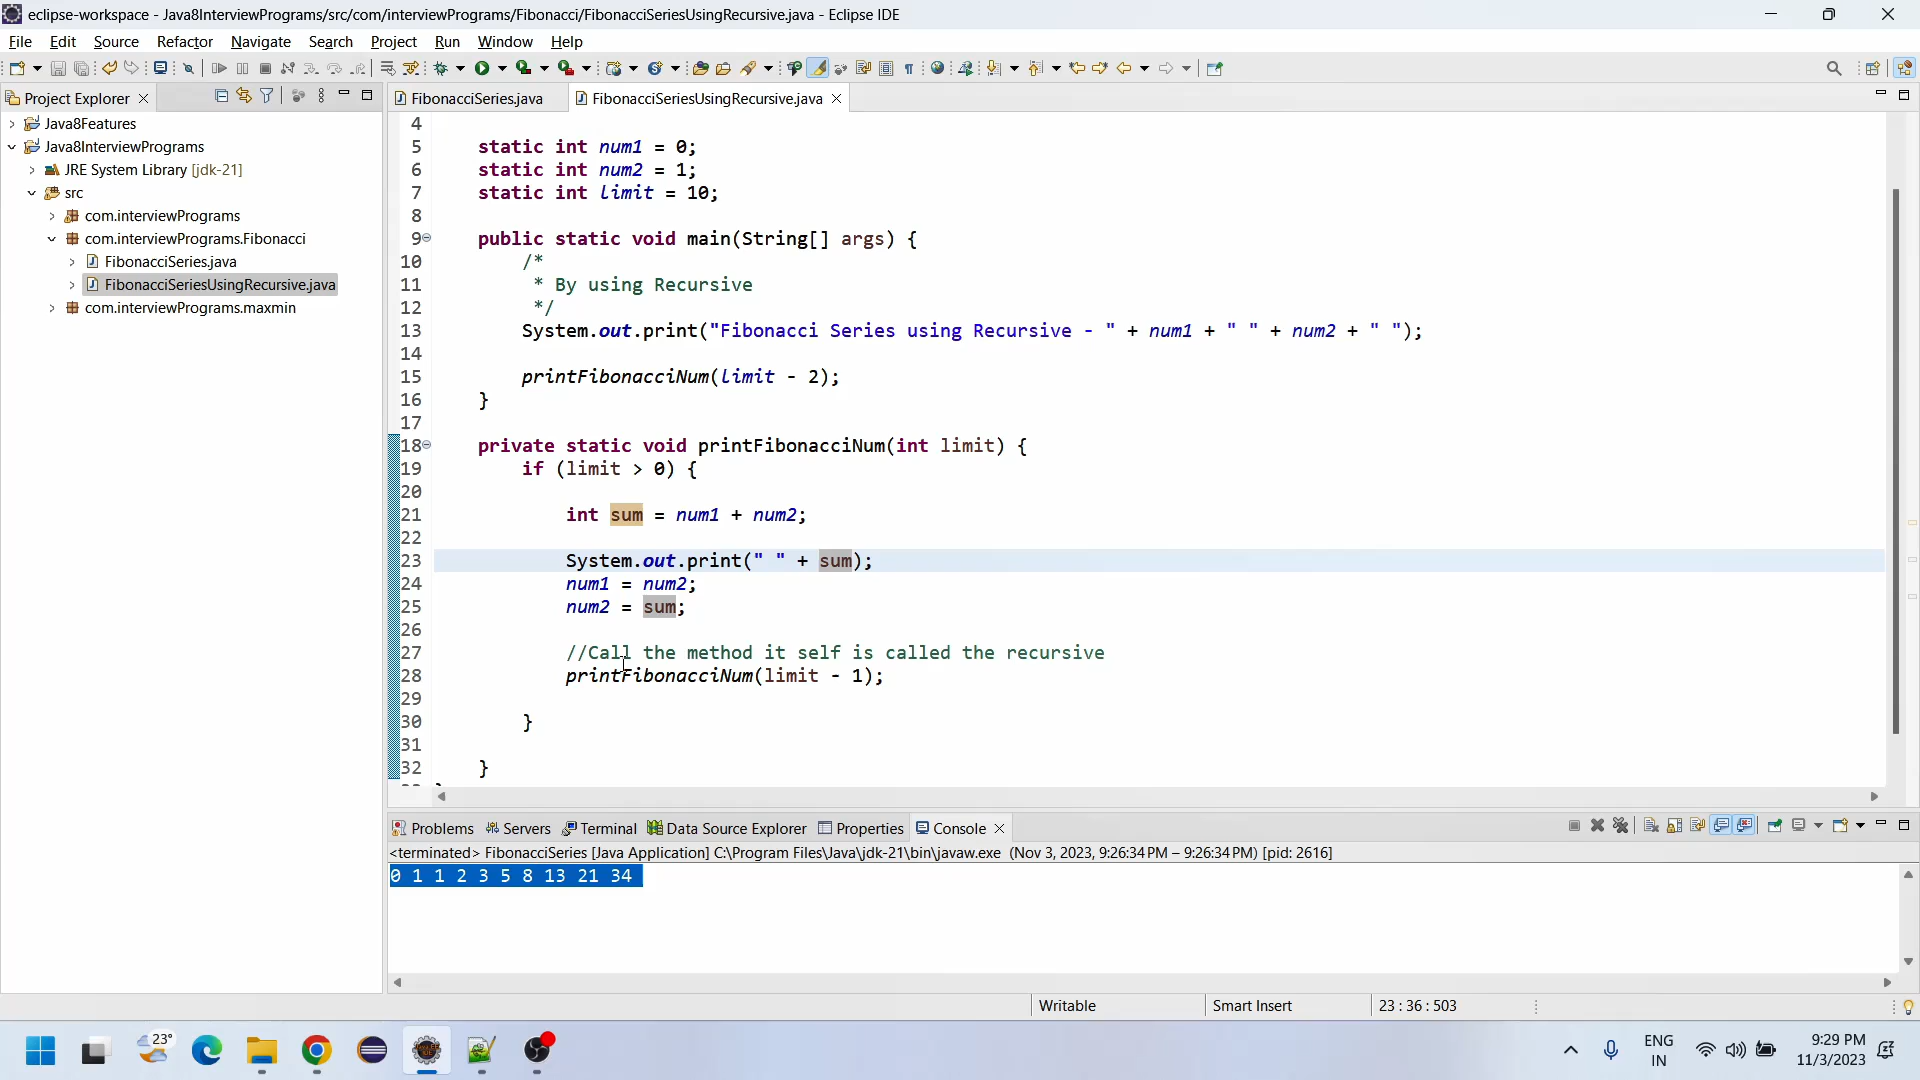 eclipse-workspace - Java8InterviewPrograms/src/com/interviewPrograms/Fibonacci/FibonacciSeriesUsingRecursive.java - Eclipse IDE
File Edit Source Refactor Navigate Search Project Run Window Help
Project Explorer
FibonacciSeries.java FibonacciSeriesUsingRecursive.java
Java8Features
Java8InterviewPrograms
JRE System Library [jdk-21]
src
com.interviewPrograms
com.interviewPrograms.Fibonacci
FibonacciSeries.java
FibonacciSeriesUsingRecursive.java
com.interviewPrograms.maxmin
4
5 static int num1 = 0;
6 static int num2 = 1;
7 static int limit = 10;
8
9 public static void main(String[] args) {
10 /*
11 * By using Recursive
12 */
13 System.out.print("Fibonacci Series using Recursive - " + num1 + " " + num2 + " ");
14
15 printFibonacciNum(limit - 2);
16 }
17
18 private static void printFibonacciNum(int limit) {
19 if (limit > 0) {
20
21 int sum = num1 + num2;
22
23 System.out.print(" " + sum);
24 num1 = num2;
25 num2 = sum;
26
27 //Call the method it self is called the recursive
28 printFibonacciNum(limit - 1);
29
30 }
31
32 }
Problems Servers Terminal Data Source Explorer Properties Console
<terminated> FibonacciSeries [Java Application] C:\Program Files\Java\jdk-21\bin\javaw.exe (Nov 3, 2023, 9:26:34 PM – 9:26:34 PM) [pid: 2616]
0 1 1 2 3 5 8 13 21 34
Writable Smart Insert 23 : 36 : 503
23°
ENG
IN
9:29 PM
11/3/2023